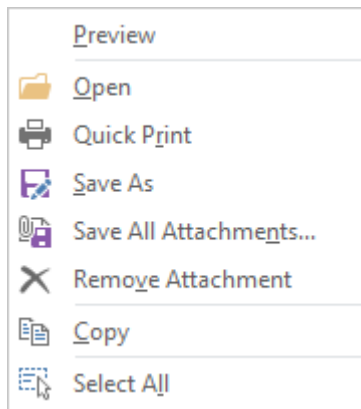 Preview
Open
Quick Print
Save As
Save All Attachments...
Remove Attachment
Copy
Select All